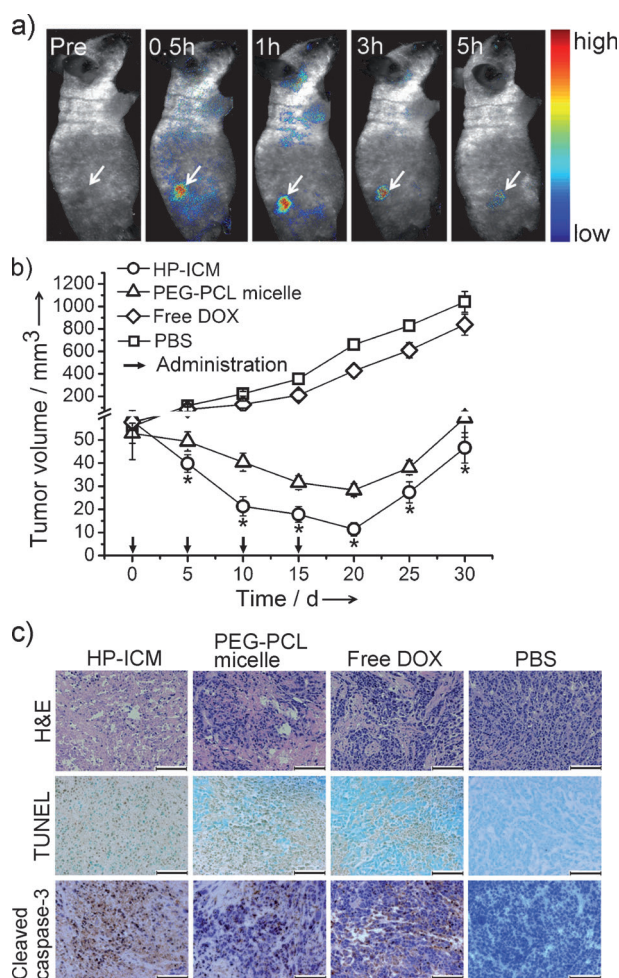 a)
Pre 0.5h 1h 3h 5h
high
low
b)
HP-ICM
PEG-PCL micelle
Free DOX
PBS
Administration
Tumor volume / mm³
1200
1000
800
600
400
200
50
40
30
20
10
0
* * * * * *
0 5 10 15 20 25 30
Time / d
c)
HP-ICM PEG-PCL micelle Free DOX PBS
H&E
TUNEL
Cleaved caspase-3